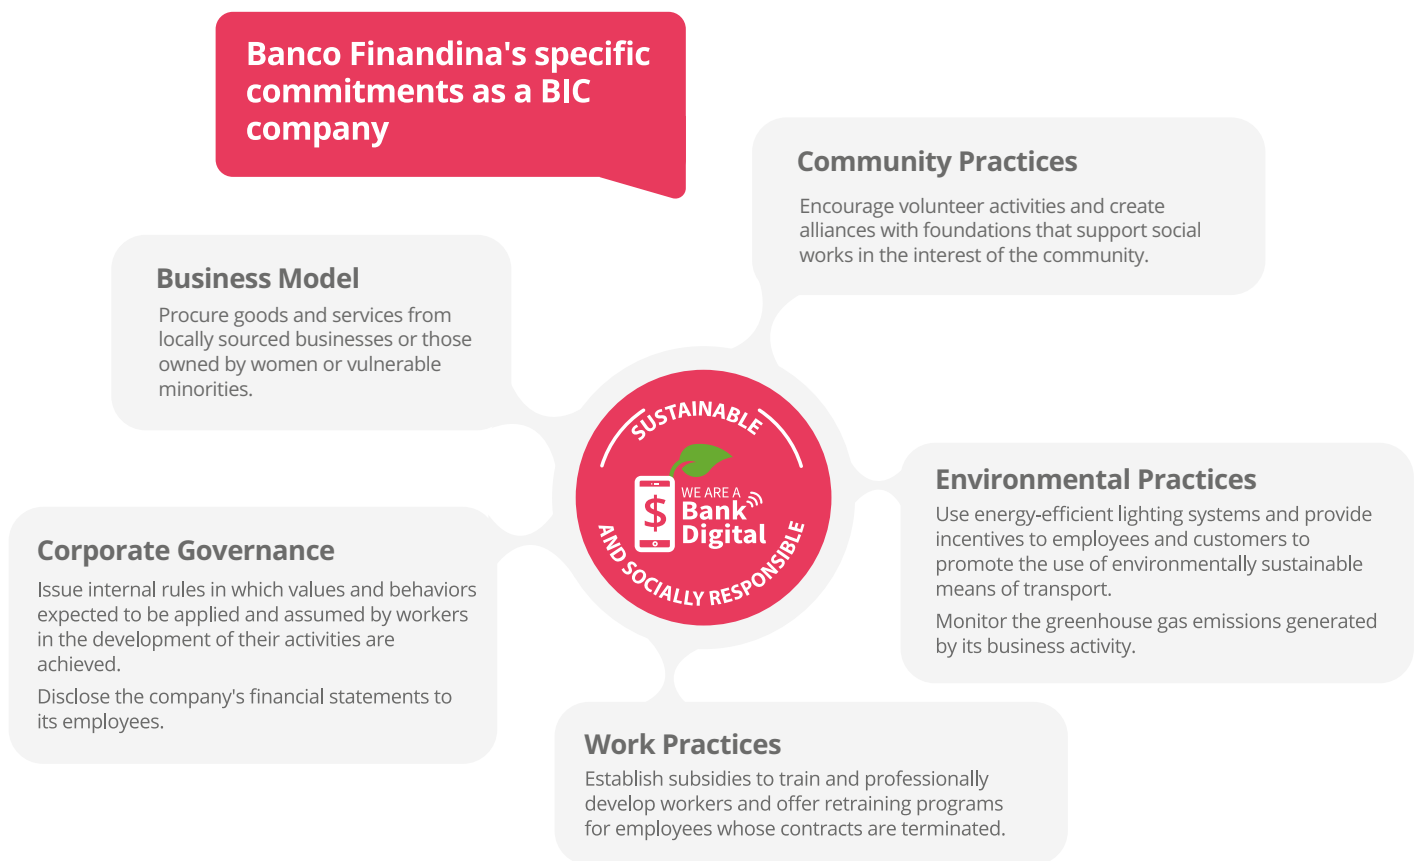 Banco Finandina's specific
commitments as a BIC
company
Community Practices
Encourage volunteer activities and create
alliances with foundations that support social
works in the interest of the community.
Business Model
Procure goods and services from
locally sourced businesses or those
owned by women or vulnerable
minorities.
SUSTAINABLE
WE ARE A
Bank
Digital
$
AND SOCIALLY RESPONSIBLE
Environmental Practices
Use energy-efficient lighting systems and provide
incentives to employees and customers to
promote the use of environmentally sustainable
means of transport.
Monitor the greenhouse gas emissions generated
by its business activity.
Corporate Governance
Issue internal rules in which values and behaviors
expected to be applied and assumed by workers
in the development of their activities are
achieved.
Disclose the company's financial statements to
its employees.
Work Practices
Establish subsidies to train and professionally
develop workers and offer retraining programs
for employees whose contracts are terminated.